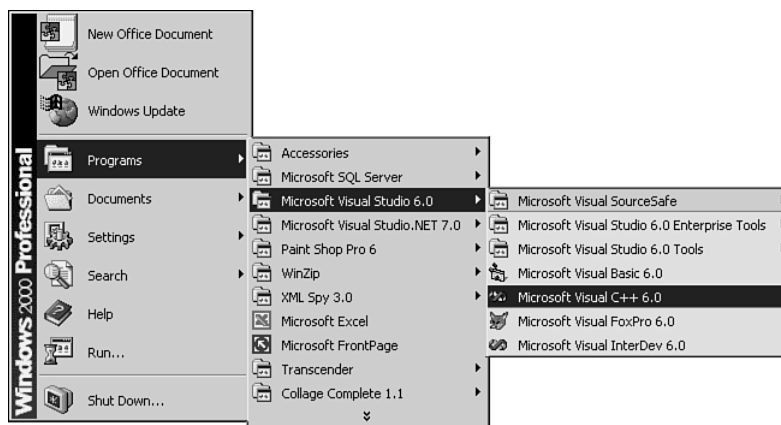 Windows 2000 Professional
New Office Document
Open Office Document
Windows Update
Programs
Documents
Settings
Search
Help
Run...
Shut Down...
Accessories
Microsoft SQL Server
Microsoft Visual Studio 6.0
Microsoft Visual Studio.NET 7.0
Paint Shop Pro 6
WinZip
XML Spy 3.0
Microsoft Excel
Microsoft FrontPage
Transcender
Collage Complete 1.1
Microsoft Visual SourceSafe
Microsoft Visual Studio 6.0 Enterprise Tools
Microsoft Visual Studio 6.0 Tools
Microsoft Visual Basic 6.0
Microsoft Visual C++ 6.0
Microsoft Visual FoxPro 6.0
Microsoft Visual InterDev 6.0